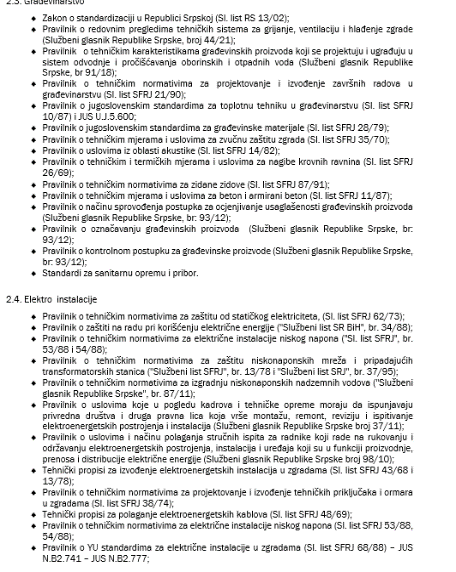 2.3. Građevinarstvo
Zakon o standardizaciji u Republici Srpskoj (Sl. list RS 13/02);
Pravilnik o redovnim pregledima tehničkih sistema za grijanje, ventilaciju i hlađenje zgrade
(Službeni glasnik Republike Srpske, broj 44/21);
Pravilnik o tehničkim karakteristikama građevinskih proizvoda koji se projektuju i ugrađuju u
sistem odvodnje i pročišćavanja oborinskih i otpadnih voda (Službeni glasnik Republike
Srpske, br 91/18);
Pravilnik o tehničkim normativima za projektovanje i izvođenje završnih radova u
građevinarstvu (Sl. list SFRJ 21/90);
Pravilnik o jugoslovenskim standardima za toplotnu tehniku u građevinarstvu (Sl. list SFRJ
10/87) i JUS U.J.5.600;
Pravilnik o jugoslovenskim standardima za građevinske materijale (Sl. list SFRJ 28/79);
Pravilnik o tehničkim mjerama i uslovima za zvučnu zaštitu zgrada (Sl. list SFRJ 35/70);
Pravilnik o uslovima iz oblasti akustike (Sl. list SFRJ 14/82);
Pravilnik o tehničkim i termičkih mjerama i uslovima za nagibe krovnih ravnina (Sl. list SFRJ
26/69);
Pravilnik o tehničkim normativima za zidane zidove (Sl. list SFRJ 87/91);
Pravilnik o tehničkim mjerama i uslovima za beton i armirani beton (Sl. list SFRJ 11/87);
Pravilnik o načinu sprovođenja postupka za ocjenjivanje usaglašenosti građevinskih proizvoda
(Službeni glasnik Republike Srpske, br: 93/12);
Pravilnik o označavanju građevinskih proizvoda (Službeni glasnik Republike Srpske, br:
93/12);
Pravilnik o kontrolnom postupku za građevinske proizvode (Službeni glasnik Republike Srpske,
br: 93/12);
Standardi za sanitarnu opremu i pribor.
2.4. Elektro instalacije
Pravilnik o tehničkim normativima za zaštitu od statičkog elektriciteta, (Sl. list SFRJ 62/73);
Pravilnik o zaštiti na radu pri korišćenju električne energije ("Službeni list SR BiH", br. 34/88);
Pravilnik o tehničkim normativima za električne instalacije niskog napona ("Sl. list SFRJ", br.
53/88 i 54/88);
Pravilnik o tehničkim normativima za zaštitu niskonaponskih mreža i pripadajućih
transformatorskih stanica ("Službeni list SFRJ", br. 13/78 i "Službeni list SRJ", br. 37/95);
Pravilnik o tehničkim normativima za izgradnju niskonaponskih nadzemnih vodova ("Službeni
glasnik Republike Srpske", br. 87/11);
Pravilnik o uslovima koje u pogledu kadrova i tehničke opreme moraju da ispunjavaju
privredna društva i druga pravna lica koja vrše montažu, remont, reviziju i ispitivanje
elektroenergetskih postrojenja i instalacija (Službeni glasnik Republike Srpske broj 37/11);
Pravilnik o uslovima i načinu polaganja stručnih ispita za radnike koji rade na rukovanju i
održavanju elektroenergetskih postrojenja, instalacija i uređaja koji su u funkciji proizvodnje,
prenosa i distribucije električne energije (Službeni glasnik Republike Srpske broj 98/10);
Tehnički propisi za izvođenje elektroenergetskih instalacija u zgradama (Sl. list SFRJ 43/68 i
13/78);
Pravilnik o tehničkim normativima za projektovanje i izvođenje tehničkih priključaka i ormara
u zgradama (Sl. list SFRJ 38/74);
Tehnički propisi za polaganje elektroenergetskih kablova (Sl. list SFRJ 48/69);
Pravilnik o tehničkim normativima za električne instalacije niskog napona (Sl. list SFRJ 53/88,
54/88);
Pravilnik o YU standardima za električne instalacije u zgradama (Sl. list SFRJ 68/88) – JUS
N.B2.741 – JUS N.B2.777;